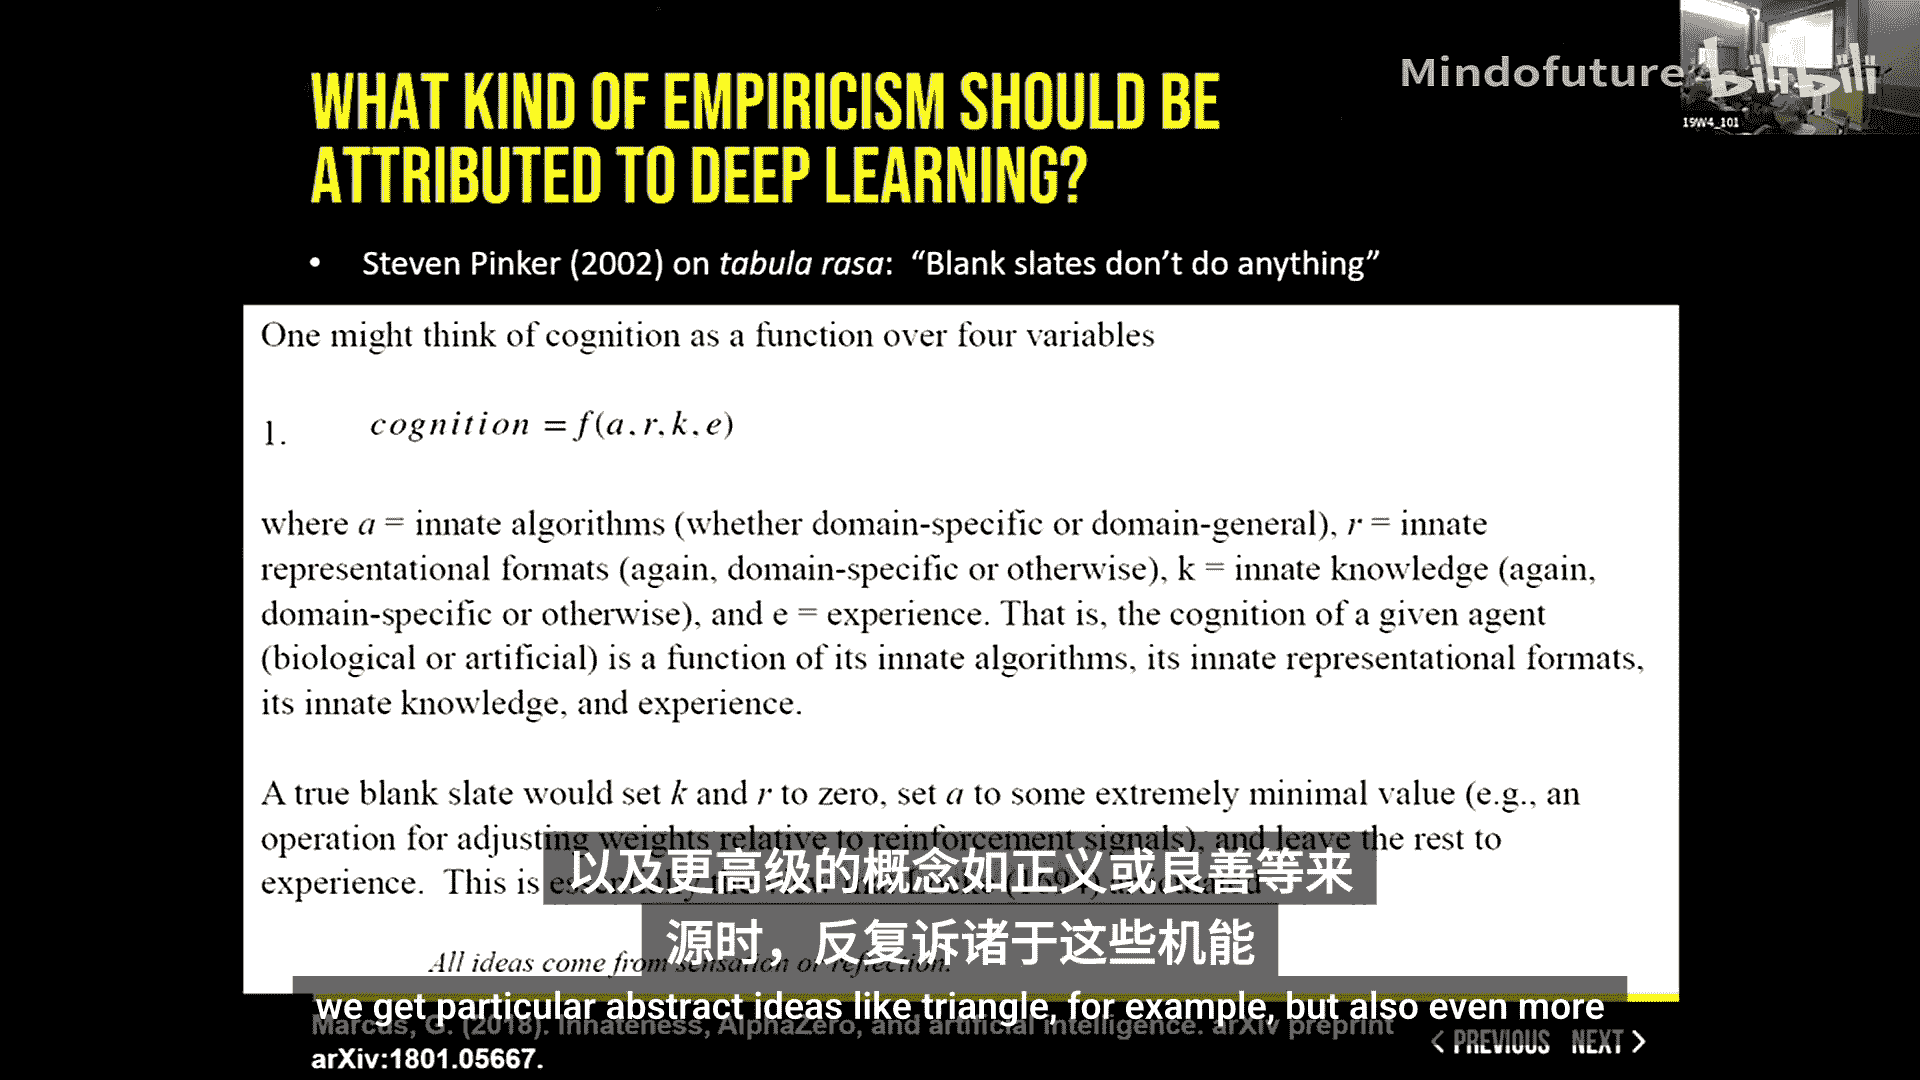 WHAT KIND OF EMPIRICISM SHOULD BE
ATTRIBUTED TO DEEP LEARNING?
Mindofuture
bilibili
19W4_101
• Steven Pinker (2002) on tabula rasa: “Blank slates don’t do anything”
One might think of cognition as a function over four variables
1. cognition = f(a, r, k, e)
where a = innate algorithms (whether domain-specific or domain-general), r = innate
representational formats (again, domain-specific or otherwise), k = innate knowledge (again,
domain-specific or otherwise), and e = experience. That is, the cognition of a given agent
(biological or artificial) is a function of its innate algorithms, its innate representational formats,
its innate knowledge, and experience.
A true blank slate would set k and r to zero, set a to some extremely minimal value (e.g., an
operation for adjusting weights relative to reinforcement signals), and leave the rest to
experience. This is
All ideas come from sensation or reflection.
以及更高级的概念如正义或良善等来
源时，反复诉诸于这些机能
we get particular abstract ideas like triangle, for example, but also even more
Marcus, G. (2018). Innateness, AlphaZero, and artificial intelligence. arXiv preprint
arXiv:1801.05667.
< PREVIOUS NEXT >